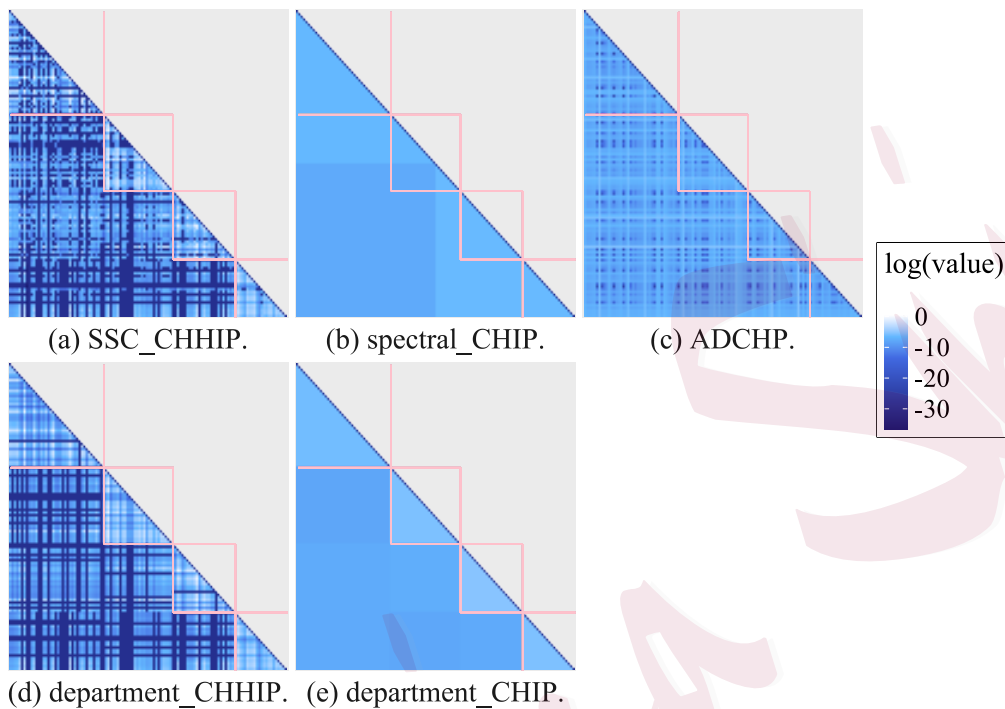 (a) SSC_CHHIP.
(b) spectral_CHIP.
(c) ADCHP.
log(value)
0
-10
-20
-30
(d) department_CHHIP.
(e) department_CHIP.